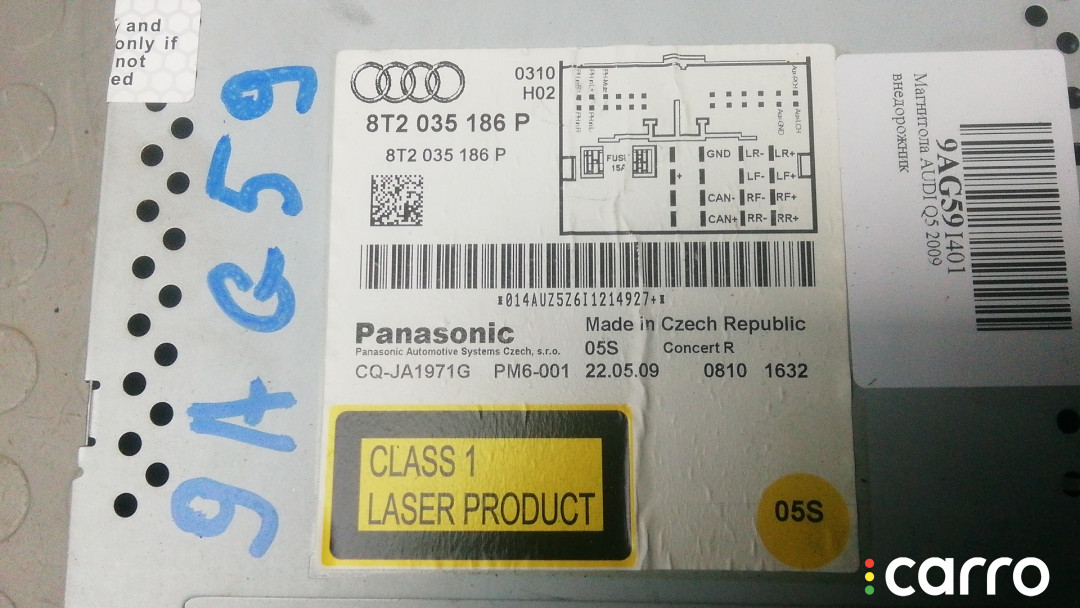 y and
only if
not
ed
9AG59
0310
H02
8T2 035 186 P
8T2 035 186 P
FUSE
15A
+
GND LR- LR+
LF- LF+
CAN- RF- RF+
CAN+ RR- RR+
*014AUZ5Z6I1214927+*
Panasonic
Panasonic Automotive Systems Czech, s.r.o.
Made in Czech Republic
05S Concert R
CQ-JA1971G PM6-001 22.05.09 0810 1632
CLASS 1
LASER PRODUCT
05S
9AG59I401
Магнитола AUDI Q5 2009
внедорожник
carro